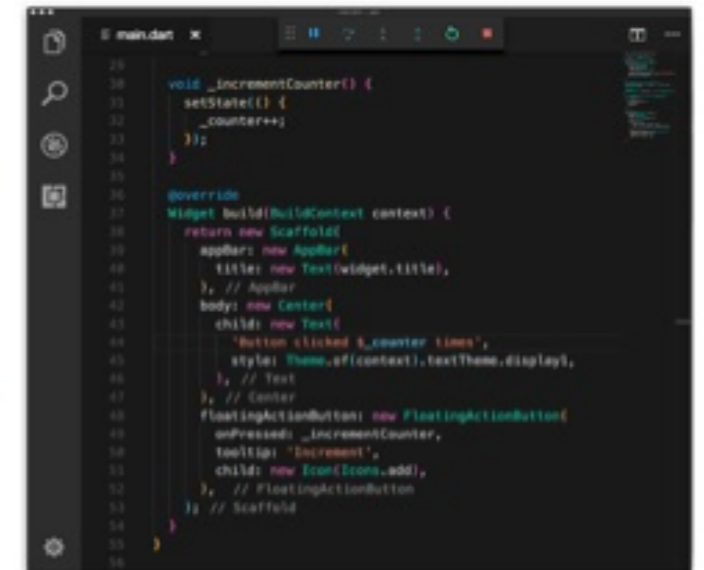 main.dart
29
30 void _incrementCounter() {
31 setState(() {
32 _counter++;
33 });
34 }
35
36 @override
37 Widget build(BuildContext context) {
38 return new Scaffold(
39 appBar: new AppBar(
40 title: new Text(widget.title),
41 ), // AppBar
42 body: new Center(
43 child: new Text(
44 'Button clicked $_counter times',
45 style: Theme.of(context).textTheme.display1,
46 ), // Text
47 ), // Center
48 floatingActionButton: new FloatingActionButton(
49 onPressed: _incrementCounter,
50 tooltip: 'Increment',
51 child: new Icon(Icons.add),
52 ), // FloatingActionButton
53 ); // Scaffold
54 }
55 }
56